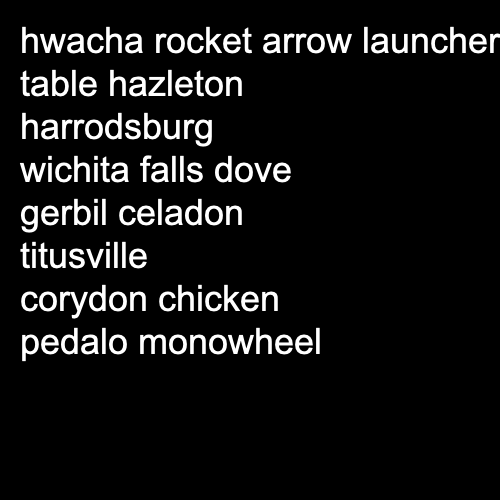 hwacha rocket arrow launcher
table hazleton
harrodsburg
wichita falls dove
gerbil celadon
titusville
corydon chicken
pedalo monowheel